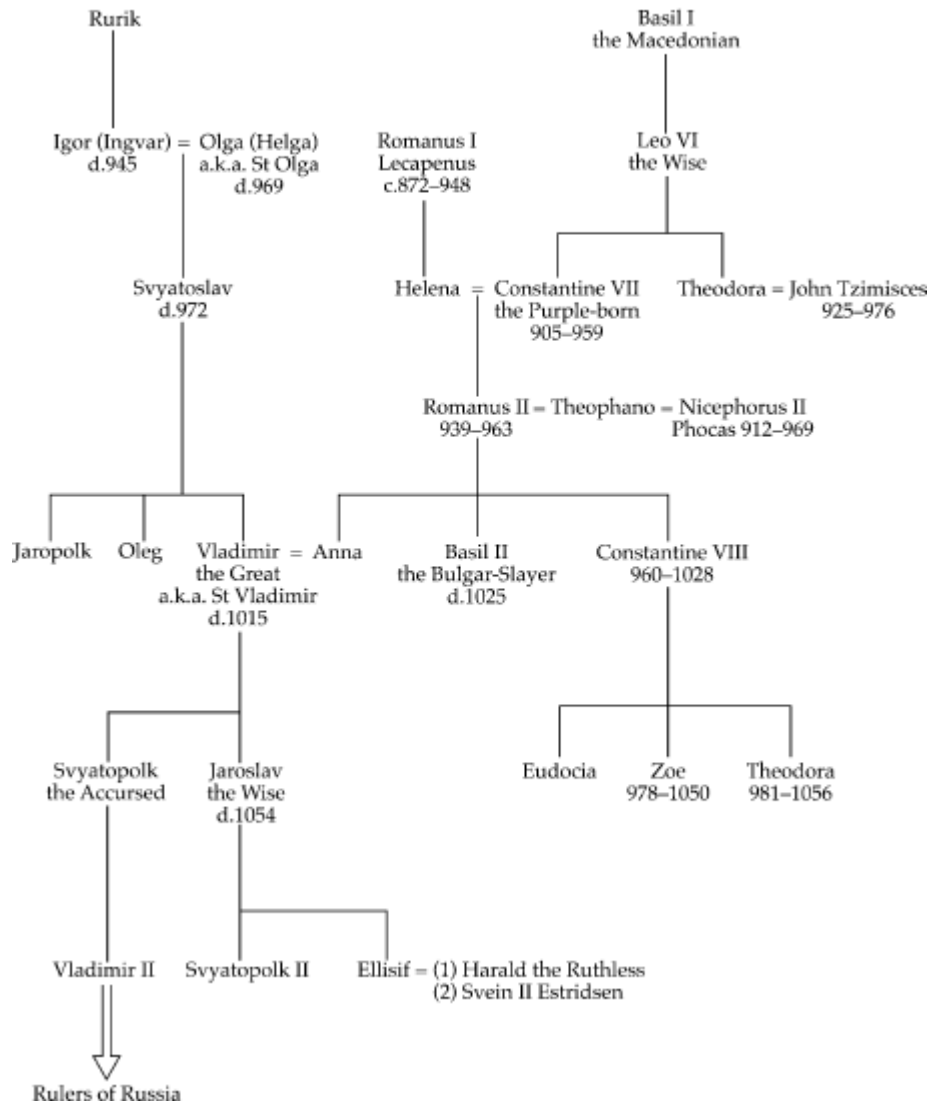 Rurik
Basil I
the Macedonian
Igor (Ingvar) = Olga (Helga)
d.945
a.k.a. St Olga
d.969
Romanus I
Lecapenus
c.872–948
Leo VI
the Wise
Svyatoslav
d.972
Helena = Constantine VII
the Purple-born
905–959
Theodora = John Tzimisces
925–976
Romanus II = Theophano = Nicephorus II
939–963
Phocas 912–969
Jaropolk
Oleg
Vladimir = Anna
the Great
a.k.a. St Vladimir
d.1015
Basil II
the Bulgar-Slayer
d.1025
Constantine VIII
960–1028
Svyatopolk
the Accursed
Jaroslav
the Wise
d.1054
Eudocia
Zoe
978–1050
Theodora
981–1056
Vladimir II
Svyatopolk II
Ellisif = (1) Harald the Ruthless
(2) Svein II Estridsen
Rulers of Russia